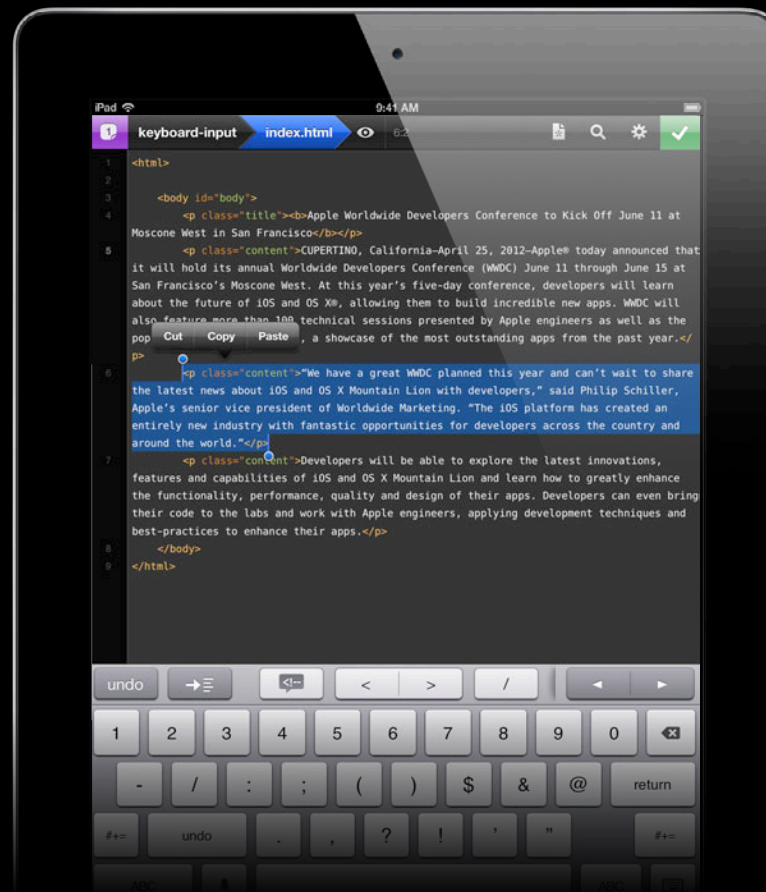 iPad 9:41 AM
1 keyboard-input index.html 6:2
1 <html>
2
3 <body id="body">
4 <p class="title"><b>Apple Worldwide Developers Conference to Kick Off June 11 at
Moscone West in San Francisco</b></p>
5 <p class="content">CUPERTINO, California—April 25, 2012—Apple® today announced that
it will hold its annual Worldwide Developers Conference (WWDC) June 11 through June 15 at
San Francisco’s Moscone West. At this year’s five-day conference, developers will learn
about the future of iOS and OS X®, allowing them to build incredible new apps. WWDC will
also feature more than 100 technical sessions presented by Apple engineers as well as the
pop , a showcase of the most outstanding apps from the past year.</
Cut Copy Paste
p>
6 <p class="content">“We have a great WWDC planned this year and can’t wait to share
the latest news about iOS and OS X Mountain Lion with developers,” said Philip Schiller,
Apple’s senior vice president of Worldwide Marketing. “The iOS platform has created an
entirely new industry with fantastic opportunities for developers across the country and
around the world.”</p>
7 <p class="content">Developers will be able to explore the latest innovations,
features and capabilities of iOS and OS X Mountain Lion and learn how to greatly enhance
the functionality, performance, quality and design of their apps. Developers can even bring
their code to the labs and work with Apple engineers, applying development techniques and
best-practices to enhance their apps.</p>
8 </body>
9 </html>
undo <!-- < > /
1 2 3 4 5 6 7 8 9 0
- / : ; ( ) $ & @ return
#+= undo . , ? ! ' " #+=
ABC ABC